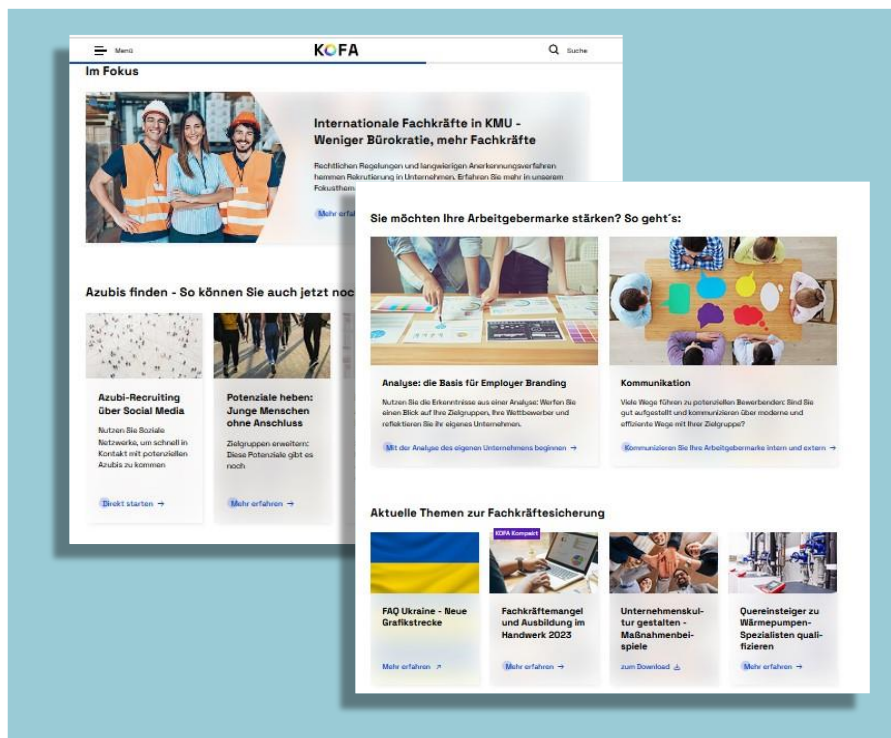 Menü
KOFA
Suche
Im Fokus
Internationale Fachkräfte in KMU -
Weniger Bürokratie, mehr Fachkräfte
Rechtlichen Regelungen und langwierigen Anerkennungsverfahren
hemmen Rekrutierung in Unternehmen. Erfahren Sie mehr in unserem
Fokusthem
Mehr erfa
Azubis finden - So können Sie auch jetzt noc
Azubi-Recruiting
über Social Media
Nutzen Sie Soziale
Netzwerke, um schnell in
Kontakt mit potenziellen
Azubis zu kommen
Direkt starten →
Potenziale heben:
Junge Menschen
ohne Anschluss
Zielgruppen erweitern:
Diese Potenziale gibt es
noch
Mehr erfahren →
Sie möchten Ihre Arbeitgebermarke stärken? So geht´s:
Analyse: die Basis für Employer Branding
Nutzen Sie die Erkenntnisse aus einer Analyse: Werfen Sie
einen Blick auf Ihre Zielgruppen, Ihre Wettbewerber und
reflektieren Sie ihr eigenes Unternehmen.
Mit der Analyse des eigenen Unternehmens beginnen →
Kommunikation
Viele Wege führen zu potenziellen Bewerbenden: Sind Sie
gut aufgestellt und kommunizieren über moderne und
effiziente Wege mit Ihrer Zielgruppe?
Kommunizieren Sie Ihre Arbeitgebermarke intern und extern →
Aktuelle Themen zur Fachkräftesicherung
FAQ Ukraine - Neue
Grafikstrecke
Mehr erfahren ↗
KOFA Kompakt
Fachkräftemangel
und Ausbildung im
Handwerk 2023
Mehr erfahren →
Unternehmenskul-
tur gestalten -
Maßnahmenbei-
spiele
zum Download
Quereinsteiger zu
Wärmepumpen-
Spezialisten quali-
fizieren
Mehr erfahren →